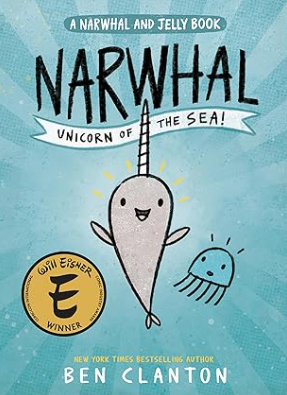 A NARWHAL AND JELLY BOOK
NARWHAL
UNICORN OF THE SEA!
Will EISNER
E
WINNER
NEW YORK TIMES BESTSELLING AUTHOR
BEN CLANTON